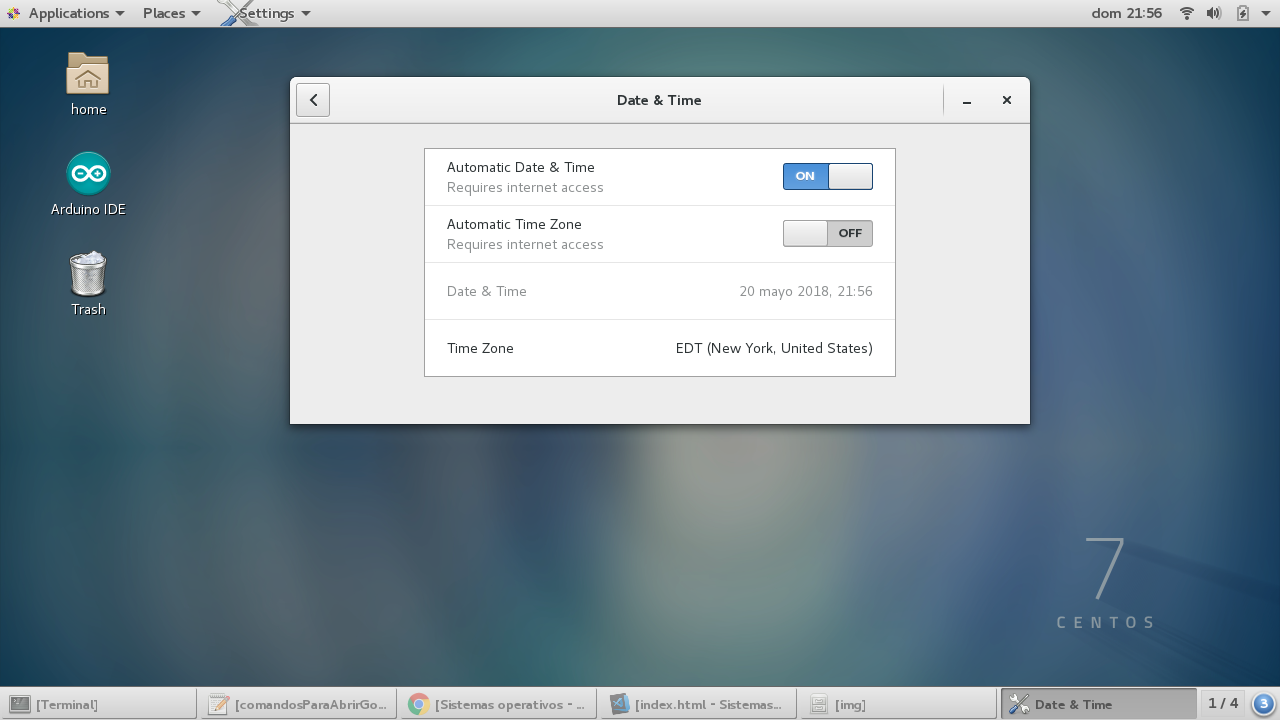 Applications Places Settings dom 21:56
home
Arduino IDE
Trash
Date & Time
Automatic Date & Time
Requires internet access
ON
Automatic Time Zone
Requires internet access
OFF
Date & Time 20 mayo 2018, 21:56
Time Zone EDT (New York, United States)
7
CENTOS
[Terminal] [comandosParaAbrirGo... [Sistemas operativos - ... [index.html - Sistemas... [img] Date & Time 1 / 4 3